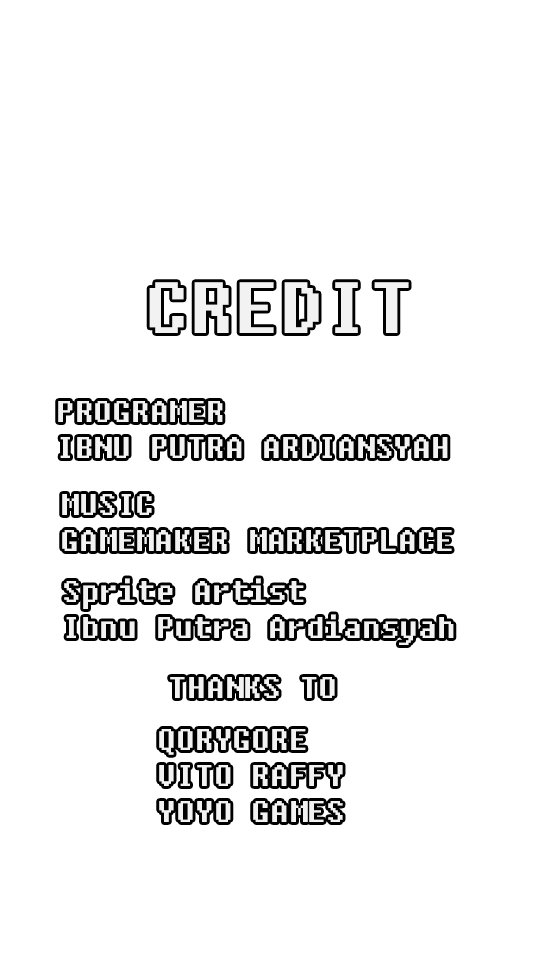 CREDIT
PROGRAMER
IBNU PUTRA ARDIANSYAH
MUSIC
GAMEMAKER MARKETPLACE
Sprite Artist
Ibnu Putra Ardiansyah
THANKS TO
QORYGORE
VITO RAFFY
YOYO GAMES